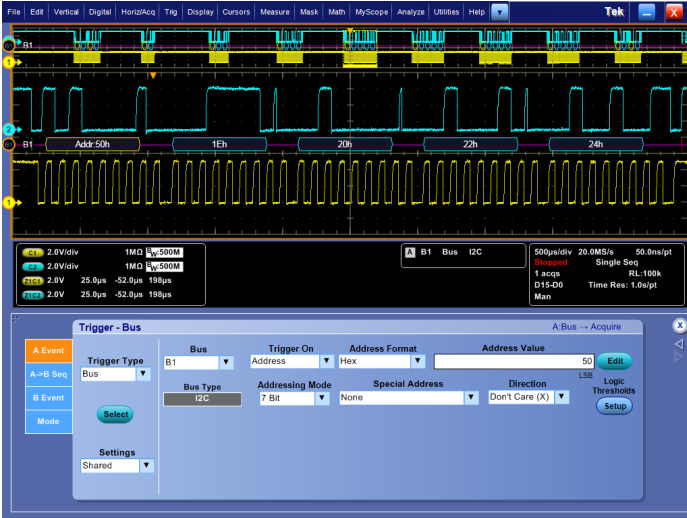 File Edit Vertical Digital Horiz/Acq Trig Display Cursors Measure Mask Math MyScope Analyze Utilities Help Tek X
B1 B1
1
2
B1 B1 Addr:50h 1Eh 20h 22h 24h
1
C1 2.0V/div 1MΩ BW:500M
C2 2.0V/div 1MΩ BW:500M
Z1C1 2.0V 25.0µs -52.0µs 198µs
Z1C2 2.0V 25.0µs -52.0µs 198µs
A B1 Bus I2C
500µs/div 20.0MS/s 50.0ns/pt
Stopped Single Seq
1 acqs RL:100k
D15-D0 Time Res: 1.0s/pt
Man
Trigger - Bus A:Bus → Acquire X
A Event
A->B Seq
B Event
Mode
Trigger Type
Bus
Select
Settings
Shared
Bus Trigger On Address Format Address Value
B1 Address Hex 50 Edit
LSB
Bus Type Addressing Mode Special Address Direction Logic Thresholds
I2C 7 Bit None Don't Care (X) Setup